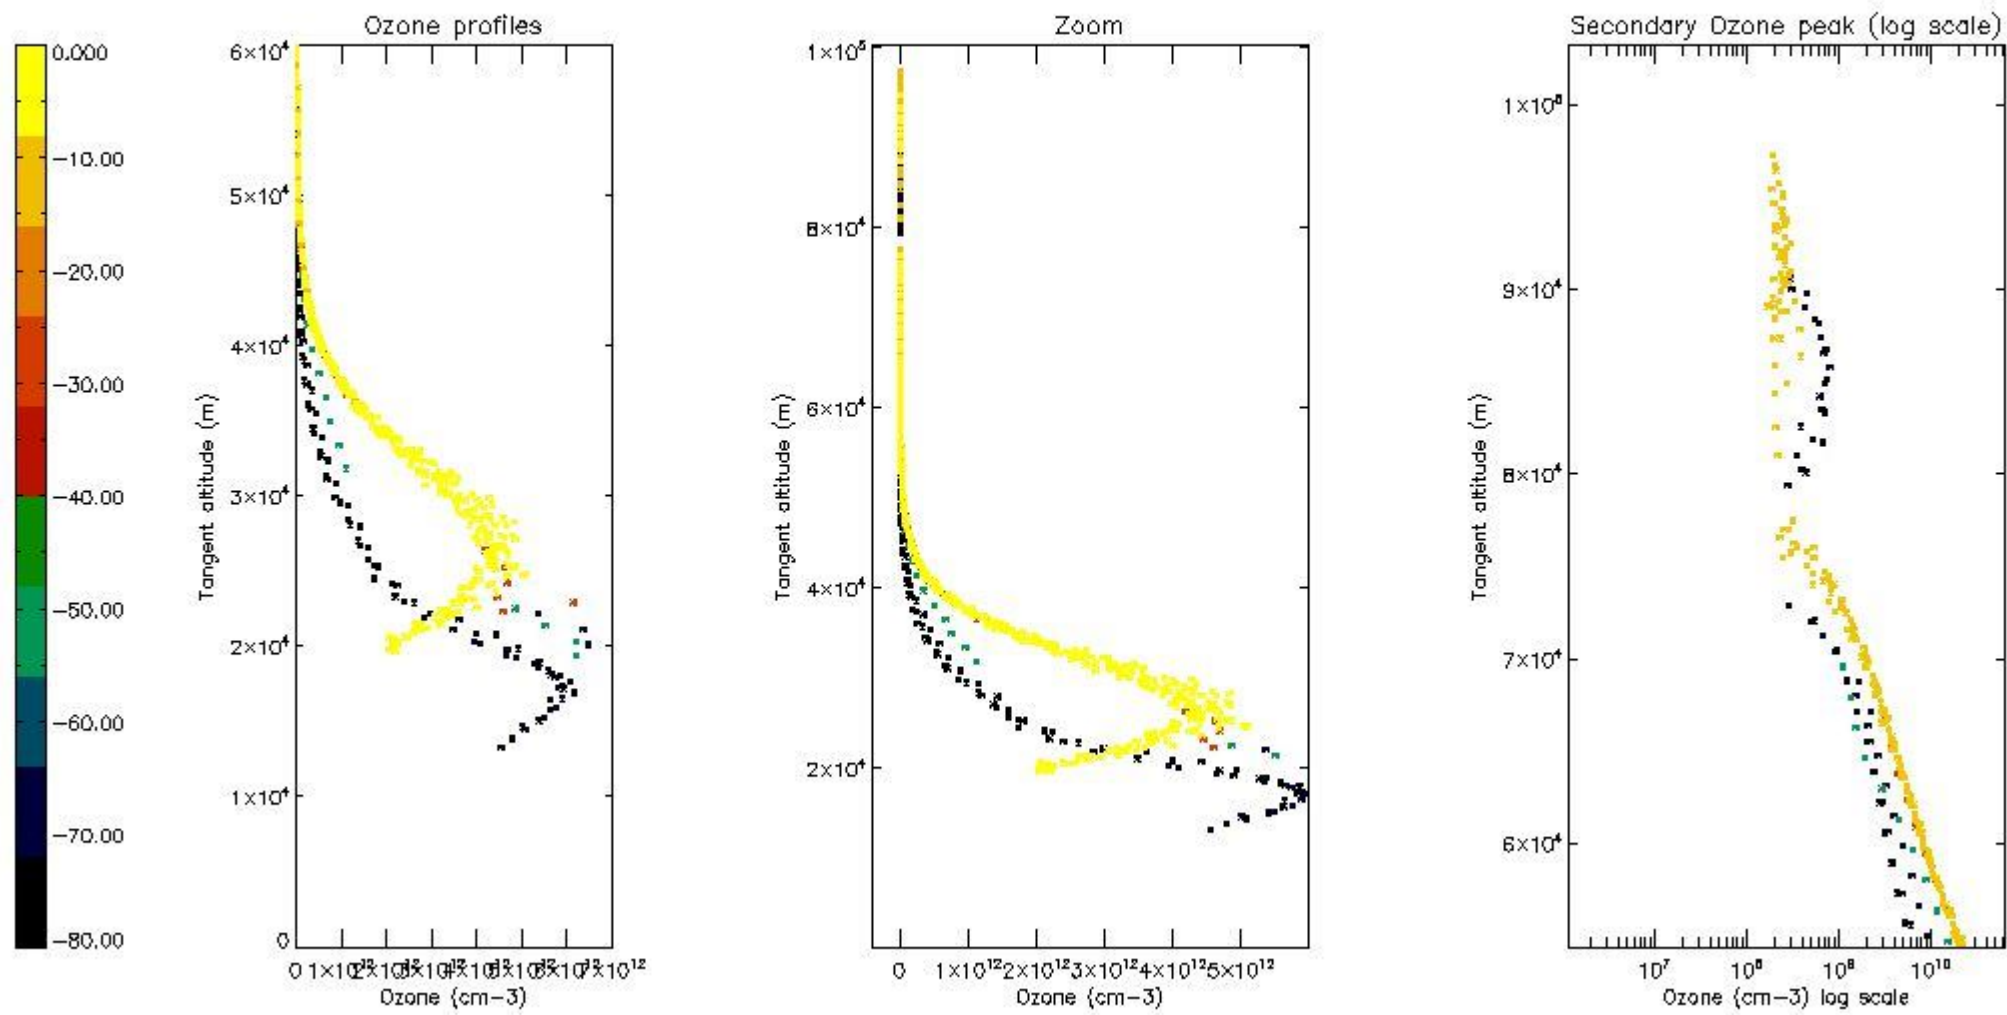 Ozone profiles
Zoom
Secondary Ozone peak (log scale)
0.000
−10.00
−20.00
−30.00
−40.00
−50.00
−60.00
−70.00
−80.00
6×10⁴
5×10⁴
4×10⁴
3×10⁴
2×10⁴
1×10⁴
0
Tangent altitude (m)
Ozone (cm−3)
1×10⁵
8×10⁴
6×10⁴
4×10⁴
2×10⁴
Tangent altitude (m)
0 1×10¹² 2×10¹² 3×10¹² 4×10¹² 5×10¹²
Ozone (cm−3)
9×10⁴
8×10⁴
7×10⁴
6×10⁴
Tangent altitude (m)
10⁷ 10⁸ 10⁹ 10¹⁰
Ozone (cm−3) log scale